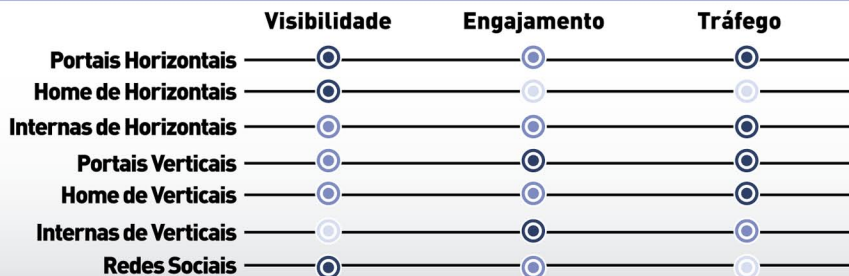 Visibilidade Engajamento Tráfego
Portais Horizontais
Home de Horizontais
Internas de Horizontais
Portais Verticais
Home de Verticais
Internas de Verticais
Redes Sociais